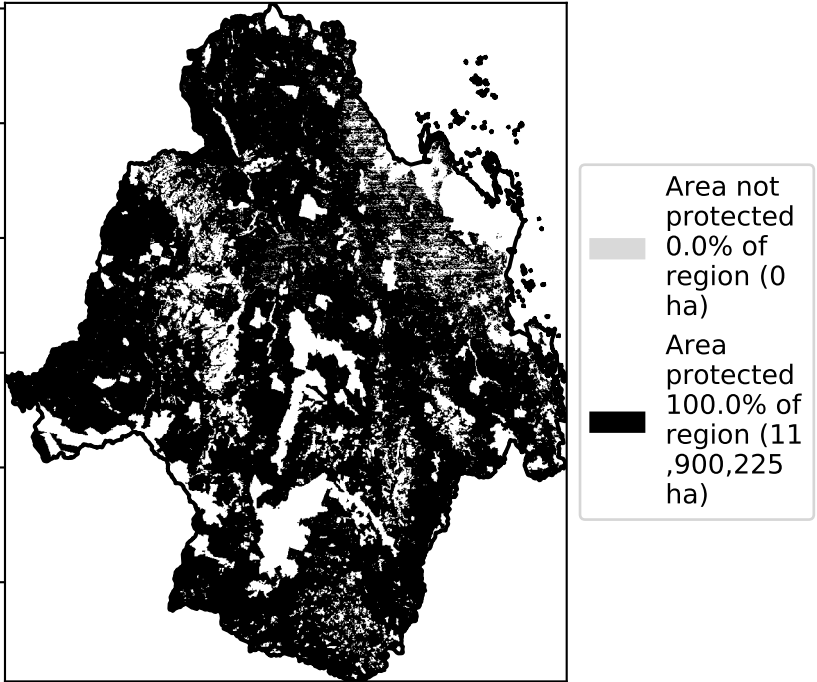 Area not
protected
0.0% of
region (0
ha)
Area
protected
100.0% of
region (11
,900,225
ha)